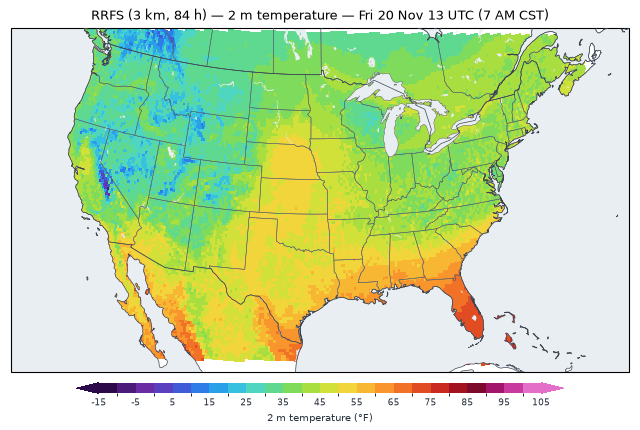 RRFS (3 km, 84 h) — 2 m temperature — Fri 20 Nov 13 UTC (7 AM CST)
-15 -5 5 15 25 35 45 55 65 75 85 95 105
2 m temperature (°F)